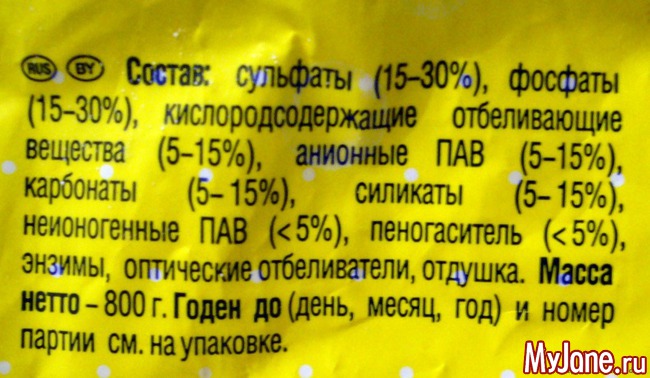 RUS BY Состав: сульфаты (15–30%), фосфаты
(15–30%), кислородсодержащие отбеливающие
вещества (5–15%), анионные ПАВ (5–15%),
карбонаты (5–15%), силикаты (5–15%),
неионогенные ПАВ (<5%), пеногаситель (<5%),
энзимы, оптические отбеливатели, отдушка. Масса
нетто – 800 г. Годен до (день, месяц, год) и номер
партии см. на упаковке.
MyJane.ru